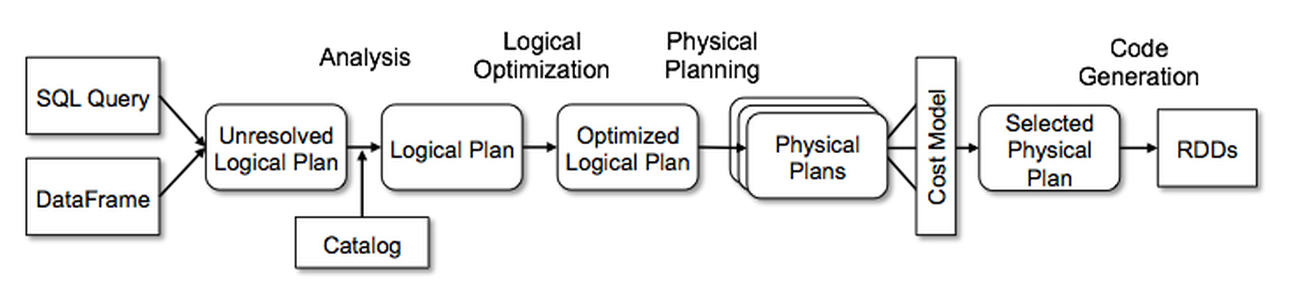 Analysis
Logical
Optimization
Physical
Planning
Code
Generation
SQL Query
DataFrame
Unresolved
Logical Plan
Catalog
Logical Plan
Optimized
Logical Plan
Physical
Plans
Cost Model
Selected
Physical
Plan
RDDs